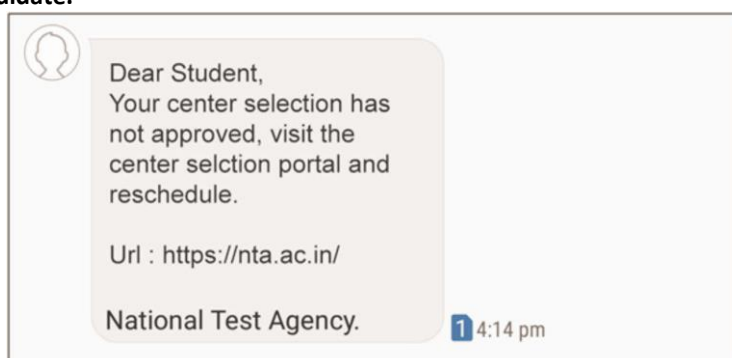 Dear Student,
Your center selection has
not approved, visit the
center selction portal and
reschedule.
Url : https://nta.ac.in/
National Test Agency.
1 4:14 pm